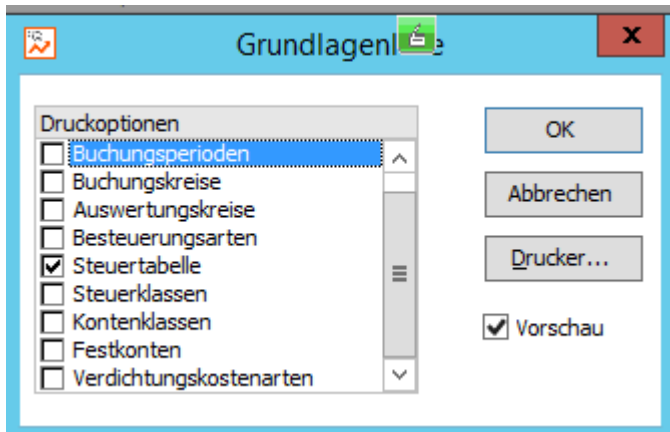 Grundlagenl e
Druckoptionen
Buchungsperioden
Buchungskreise
Auswertungskreise
Besteuerungsarten
Steuertabelle
Steuerklassen
Kontenklassen
Festkonten
Verdichtungskostenarten
OK
Abbrechen
Drucker...
Vorschau